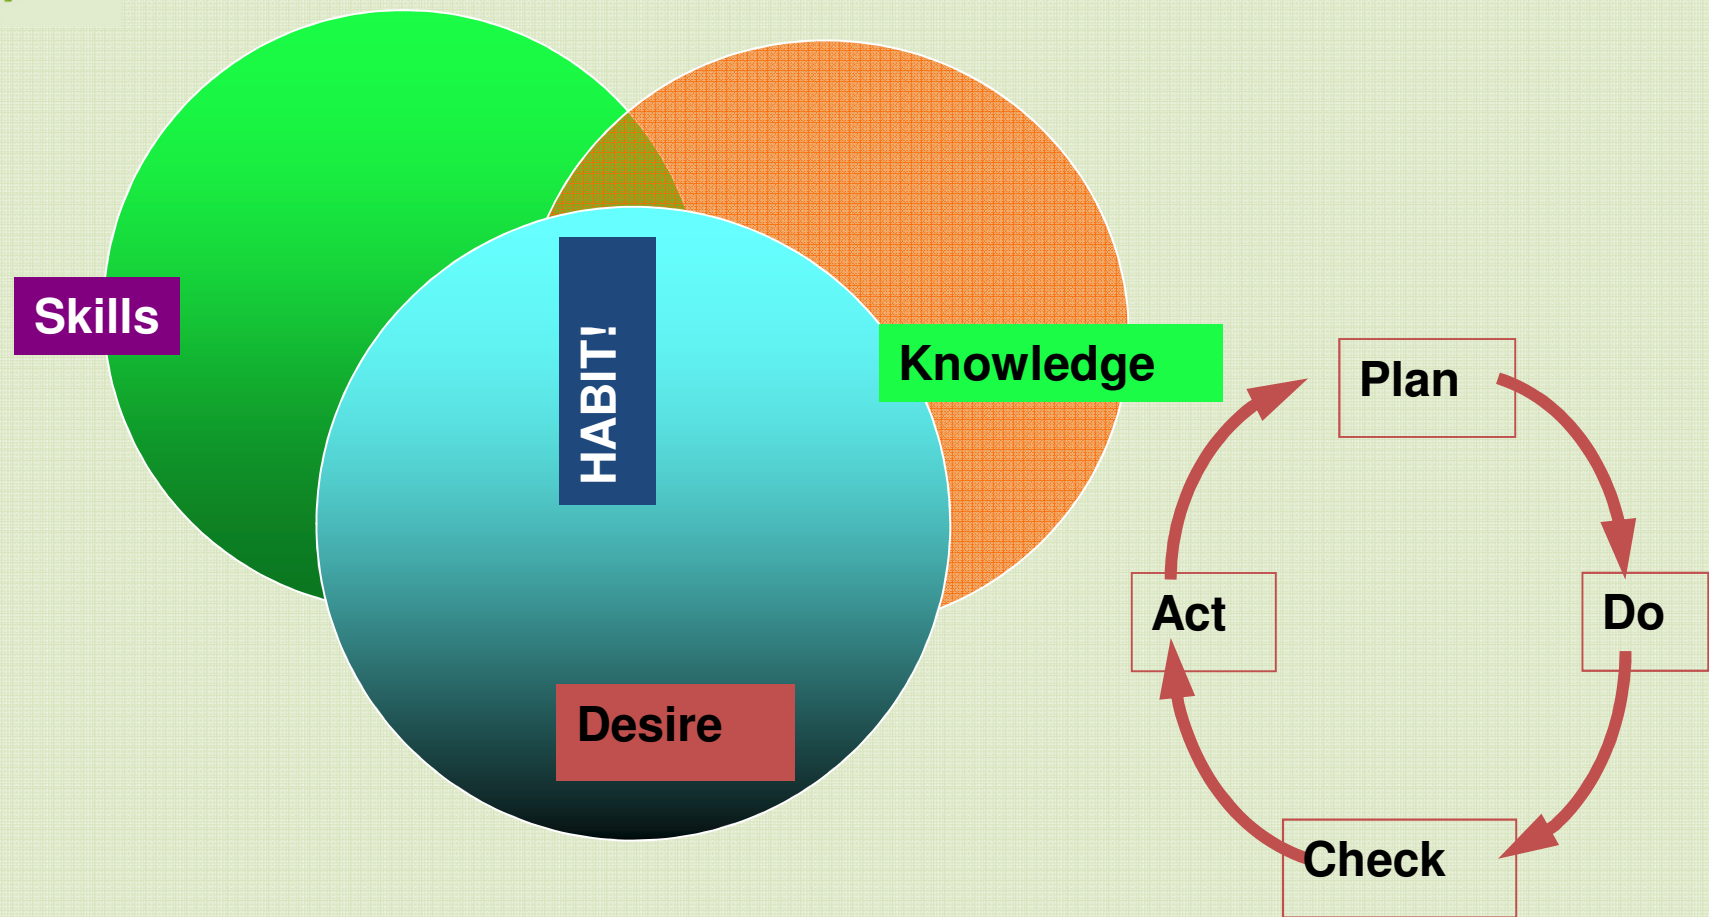 Skills
HABIT!
Knowledge
Desire
Plan
Do
Check
Act